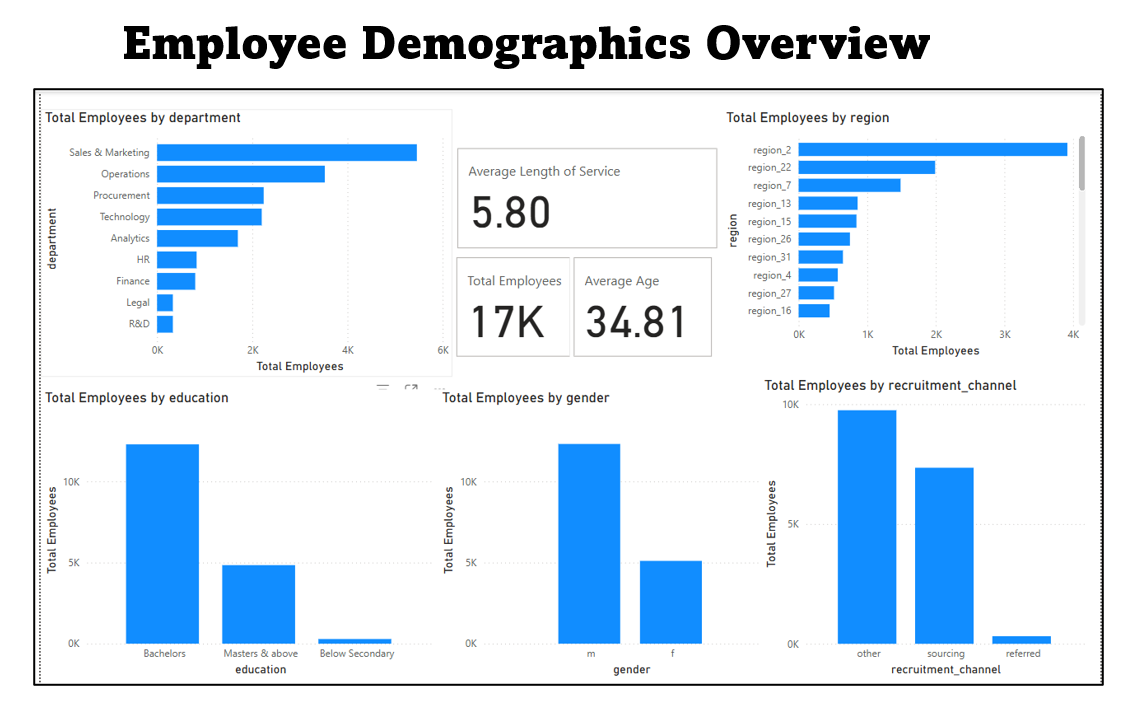 Employee Demographics Overview
Total Employees by department
department
Sales & Marketing
Operations
Procurement
Technology
Analytics
HR
Finance
Legal
R&D
0K 2K 4K 6K
Total Employees
Average Length of Service
5.80
Total Employees
17K
Average Age
34.81
Total Employees by region
region
region_2
region_22
region_7
region_13
region_15
region_26
region_31
region_4
region_27
region_16
0K 1K 2K 3K 4K
Total Employees
Total Employees by education
Total Employees
10K
5K
0K
Bachelors Masters & above Below Secondary
education
Total Employees by gender
Total Employees
10K
5K
0K
m f
gender
Total Employees by recruitment_channel
Total Employees
10K
5K
0K
other sourcing referred
recruitment_channel